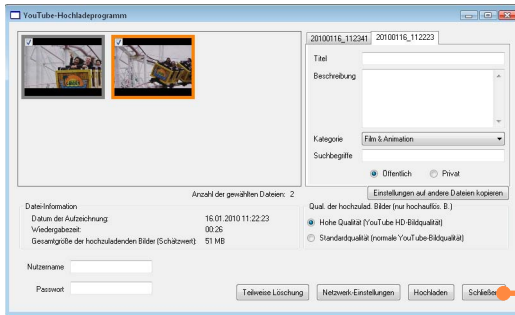 YouTube-Hochladeprogramm
20100116_112341 20100116_112223
Titel
Beschreibung
Kategorie Film & Animation
Suchbegriffe
Öffentlich Privat
Anzahl der gewählten Dateien: 2
Einstellungen auf andere Dateien kopieren
Datei-Information
Datum der Aufzeichnung: 16.01.2010 11:22:23
Wiedergabezeit: 00:26
Gesamtgröße der hochzuladenden Bilder (Schätzwert): 51 MB
Qual. der hochzulad. Bilder (nur hochauflös. B.)
Hohe Qualität (YouTube HD-Bildqualität)
Standardqualität (normale YouTube-Bildqualität)
Nutzername
Passwort
Teilweise Löschung Netzwerk-Einstellungen Hochladen Schließen